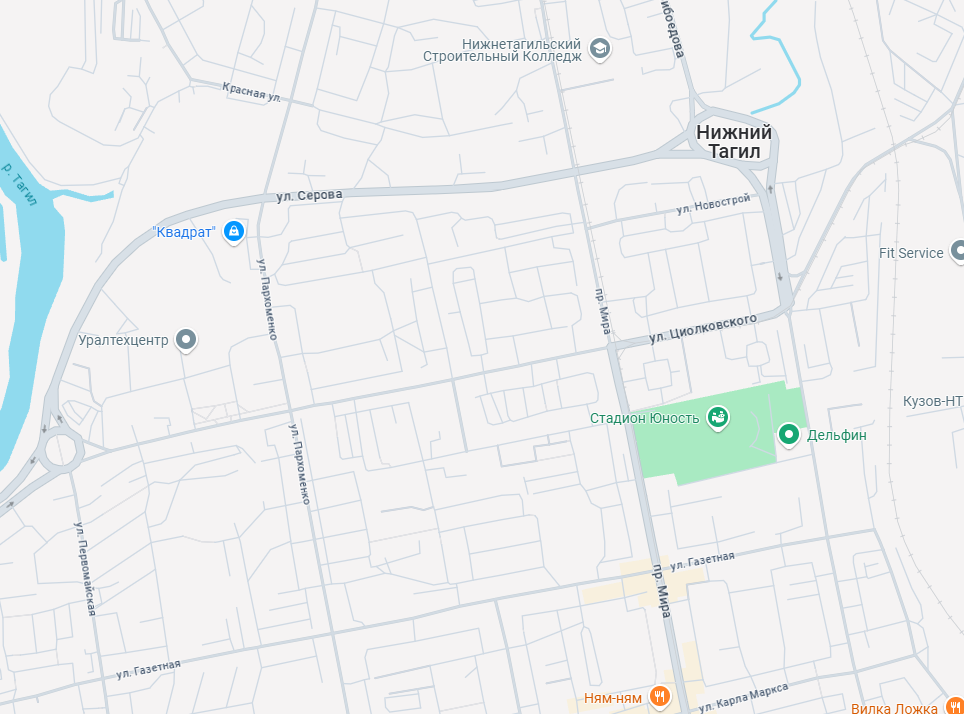 ибоедова
Нижнетагильский
Строительный Колледж
Красная ул.
Нижний
Тагил
р. Тагил
ул. Серова
ул. Новострой
"Квадрат"
Fit Service
ул. Пархоменко
пр. Мира
ул. Циолковского
Уралтехцентр
Кузов-НТ
Стадион Юность
Дельфин
ул. Пархоменко
ул. Первомайская
ул. Газетная
пр. Мира
ул. Газетная
ул. Карла Маркса
Ням-ням
Вилка Ложка